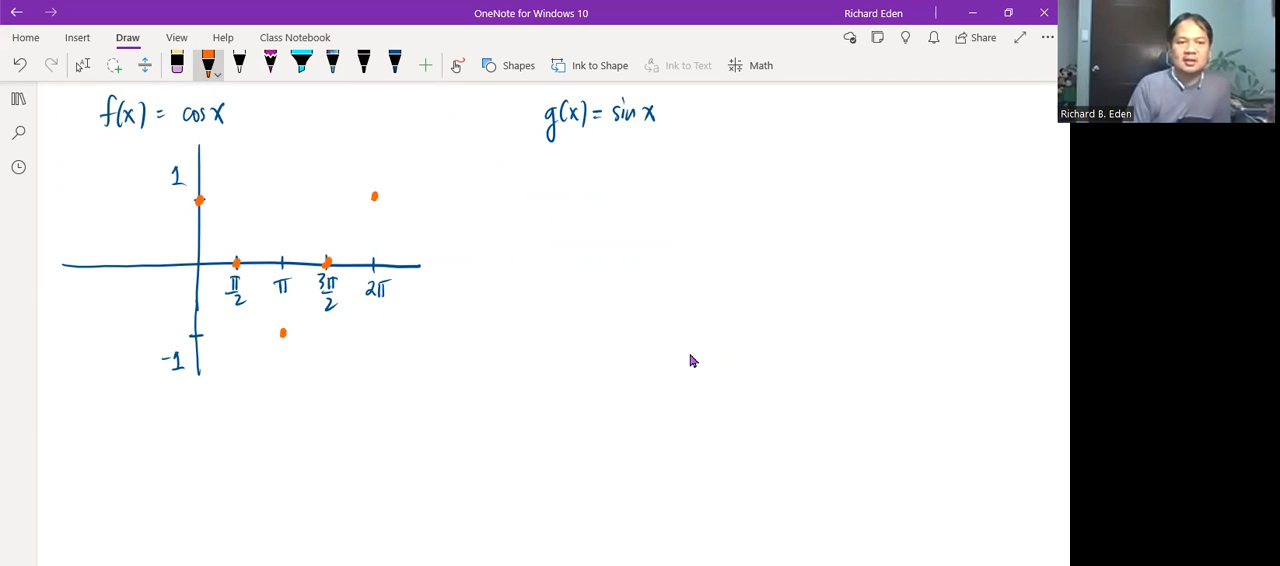 OneNote for Windows 10
Richard Eden
Home Insert Draw View Help Class Notebook
Share
Shapes Ink to Shape Ink to Text Math
Richard B. Eden
f(x) = cos x
g(x) = sin x
1
π/2 π 3π/2 2π
-1